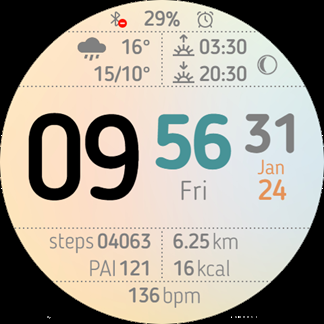 29%
16° 03:30
15/10° 20:30
09 56 31
Fri Jan
24
steps 04063 6.25 km
PAI 121 16 kcal
136 bpm